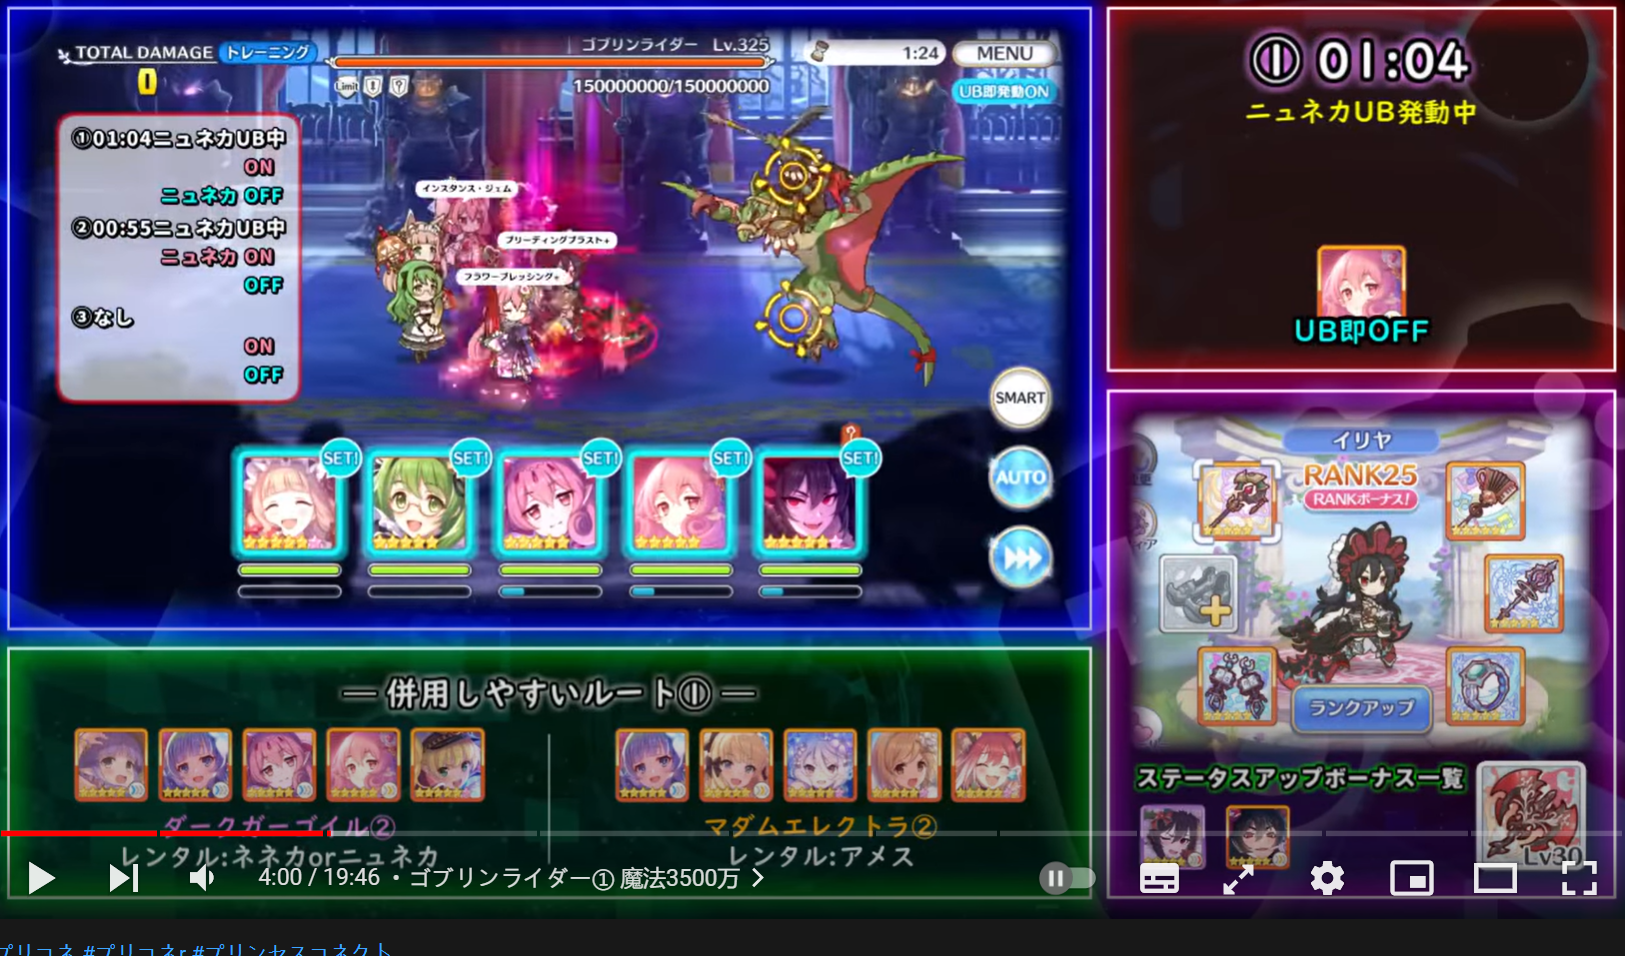 TOTAL DAMAGE トレーニング
ゴブリンライダー Lv.325
1:24
MENU
Limit
150000000/150000000
UB即発動ON
①01:04ニュネカUB中
ON
ニュネカ OFF
②00:55ニュネカUB中
ニュネカ ON
OFF
③なし
ON
OFF
インスタンス・ジェム
ブリーディングブラスト+
フラワーブレッシング+
SMART
AUTO
SET!
SET!
SET!
SET!
SET!
① 01:04
ニュネカUB発動中
UB即OFF
イリヤ
RANK25
RANKボーナス!
ランクアップ
ステータスアップボーナス一覧
Lv30
― 併用しやすいルート① ―
ダークガーゴイル②
レンタル:ネネカorニュネカ
マダムエレクトラ②
レンタル:アメス
4:00 / 19:46 ・ ゴブリンライダー① 魔法3500万 >
プリコネ #プリコネr #プリンセスコネクト